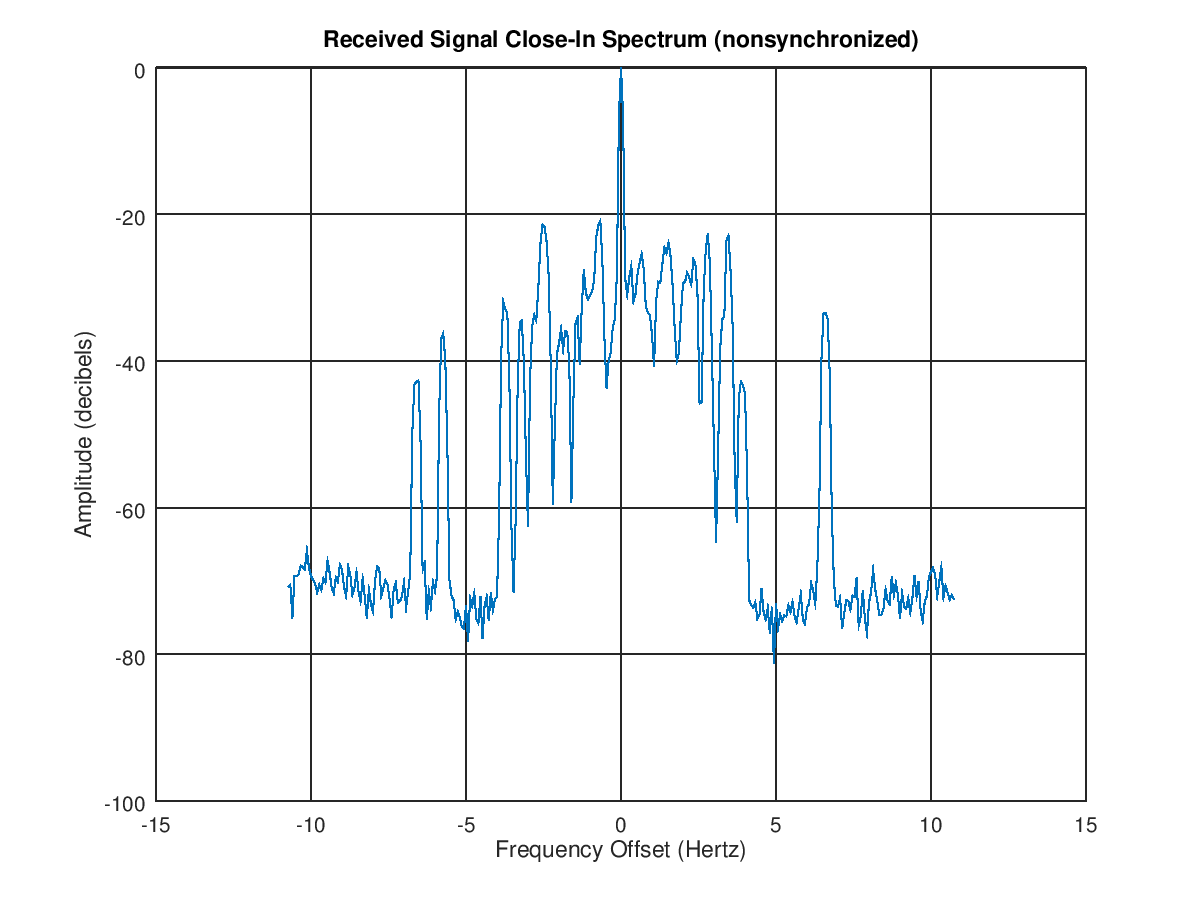 Received Signal Close-In Spectrum (nonsynchronized)
0
-20
-40
-60
-80
-100
Amplitude (decibels)
-15 -10 -5 0 5 10 15
Frequency Offset (Hertz)